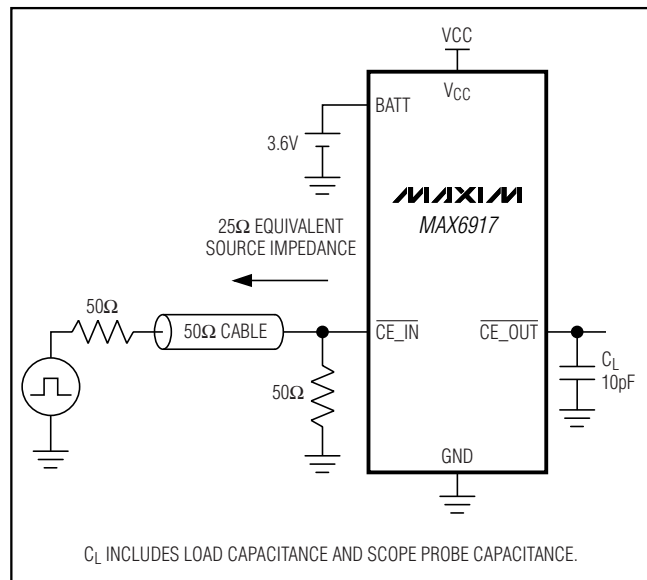 VCC
VCC
BATT
3.6V
MAXIM
MAX6917
25Ω EQUIVALENT
SOURCE IMPEDANCE
50Ω
50Ω CABLE
CE_IN
CE_OUT
50Ω
CL
10pF
GND
CL INCLUDES LOAD CAPACITANCE AND SCOPE PROBE CAPACITANCE.